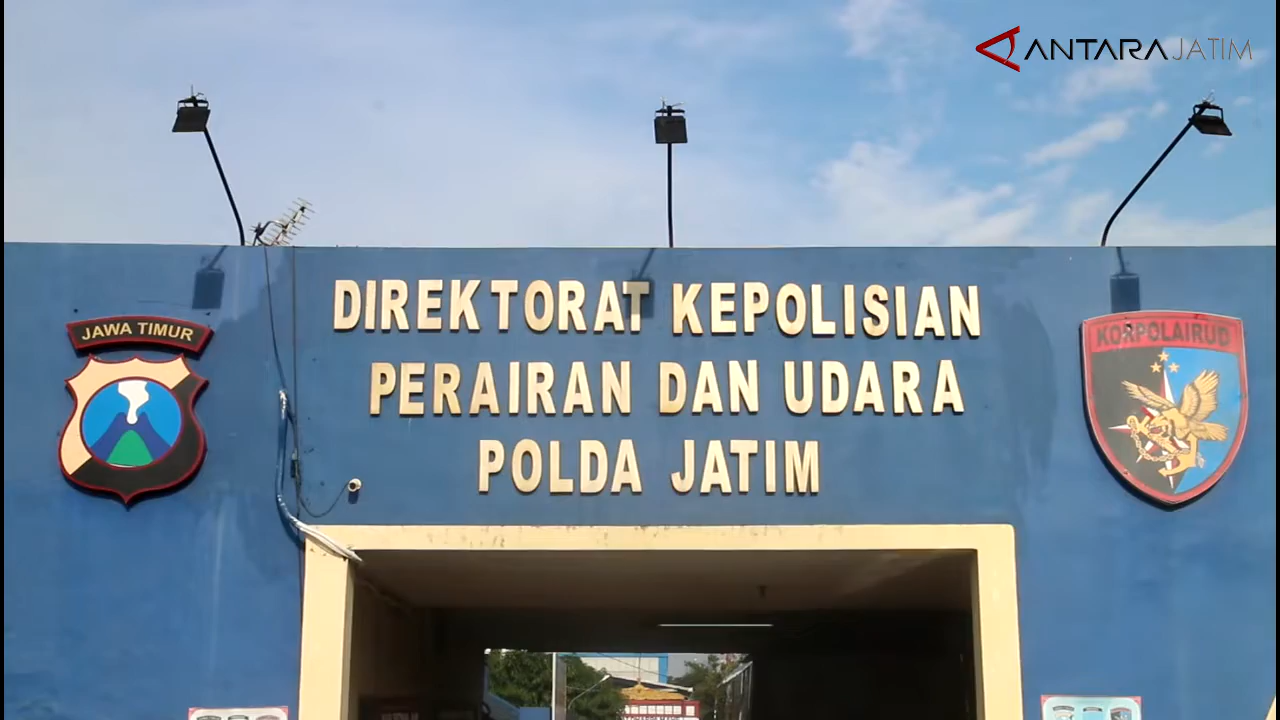 ANTARAJATIM
DIREKTORAT KEPOLISIAN
PERAIRAN DAN UDARA
POLDA JATIM
JAWA TIMUR
KORPOLAIRUD